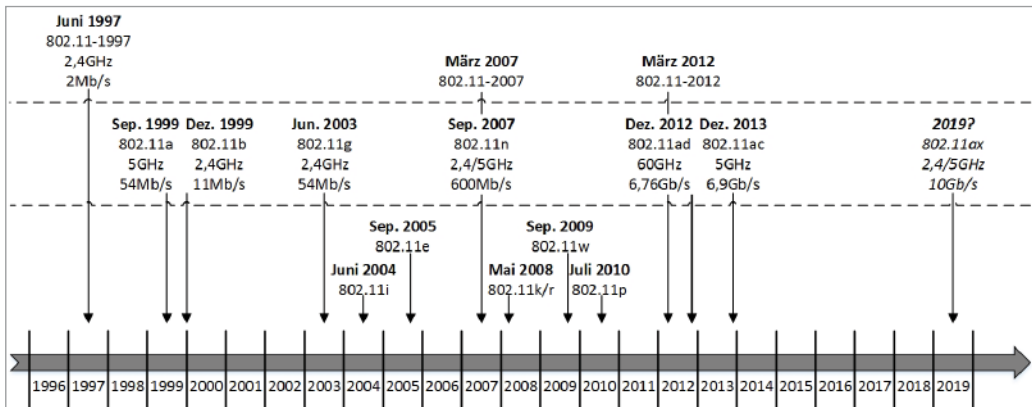 Juni 1997
802.11-1997
2,4GHz
2Mb/s
März 2007
802.11-2007
März 2012
802.11-2012
Sep. 1999
802.11a
5GHz
54Mb/s
Dez. 1999
802.11b
2,4GHz
11Mb/s
Jun. 2003
802.11g
2,4GHz
54Mb/s
Sep. 2007
802.11n
2,4/5GHz
600Mb/s
Dez. 2012
802.11ad
60GHz
6,76Gb/s
Dez. 2013
802.11ac
5GHz
6,9Gb/s
2019?
802.11ax
2,4/5GHz
10Gb/s
Sep. 2005
802.11e
Sep. 2009
802.11w
Juni 2004
802.11i
Mai 2008
802.11k/r
Juli 2010
802.11p
1996 1997 1998 1999 2000 2001 2002 2003 2004 2005 2006 2007 2008 2009 2010 2011 2012 2013 2014 2015 2016 2017 2018 2019